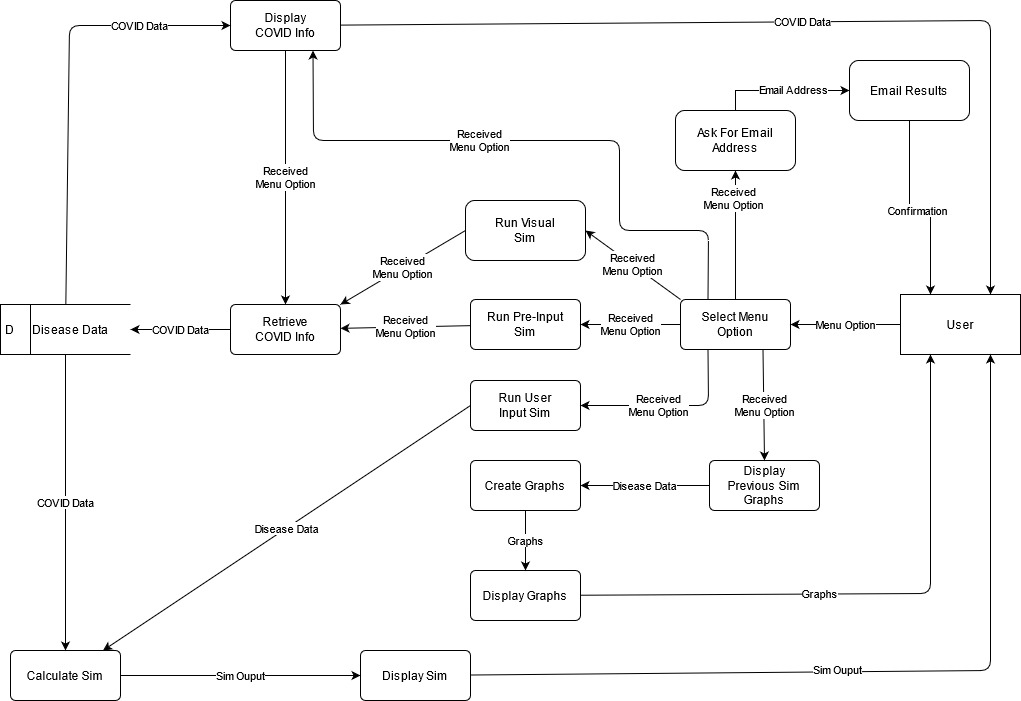 Display
COVID Info
COVID Data
COVID Data
Email Address
Email Results
Ask For Email
Address
Received
Menu Option
Received
Menu Option
Received
Menu Option
Confirmation
Run Visual
Sim
Received
Menu Option
Received
Menu Option
D
Disease Data
COVID Data
Retrieve
COVID Info
Received
Menu Option
Run Pre-Input
Sim
Received
Menu Option
Select Menu
Option
Menu Option
User
Run User
Input Sim
Received
Menu Option
Received
Menu Option
Display
Previous Sim
Graphs
Disease Data
Create Graphs
COVID Data
Disease Data
Graphs
Display Graphs
Graphs
Calculate Sim
Sim Ouput
Display Sim
Sim Ouput